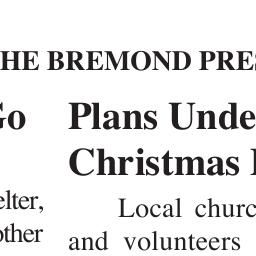 HE BREMOND PRES
Go
Plans Unde
Christmas
elter,
other
Local churc
and volunteers